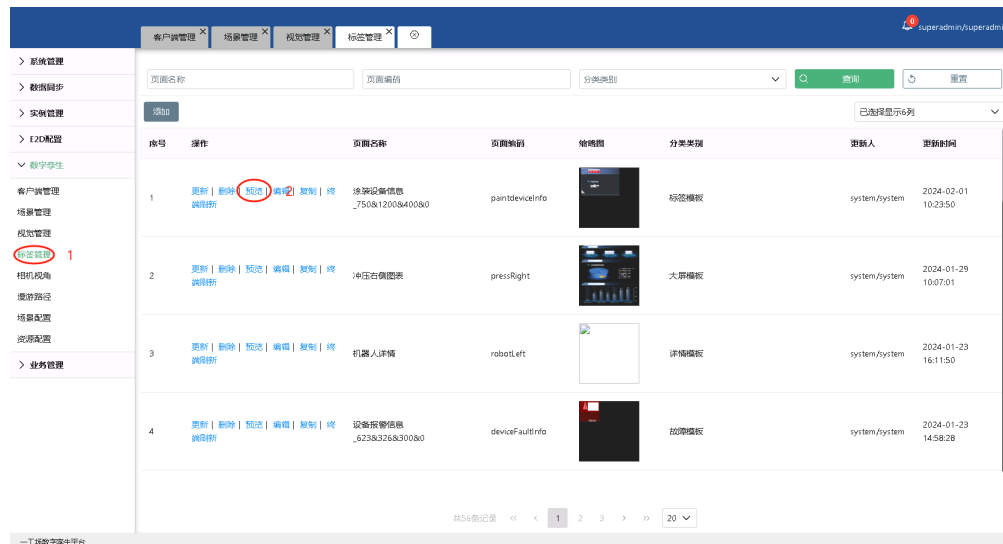 0
superadmin/superadmi
客户端管理 ×
场景管理 ×
视觉管理 ×
标签管理 ×
系统管理
数据同步
实例管理
E2D配置
数字孪生
客户端管理
场景管理
视觉管理
标签管理 1
相机视角
漫游路径
场景配置
资源配置
业务管理
页面名称
页面编码
分类类别
查询
重置
添加
已选择显示6列
序号 操作 页面名称 页面编码 缩略图 分类类别 更新人 更新时间
1 更新 | 删除 | 预览 | 编辑 | 复制 | 终
端刷新
2
涂装设备信息
_750&1200&400&0
paintdeviceInfo
标签模板
system/system
2024-02-01
10:23:50
2 更新 | 删除 | 预览 | 编辑 | 复制 | 终
端刷新
冲压右侧图表
pressRight
大屏模板
system/system
2024-01-29
10:07:01
3 更新 | 删除 | 预览 | 编辑 | 复制 | 终
端刷新
机器人详情
robotLeft
详情模板
system/system
2024-01-23
16:11:50
4 更新 | 删除 | 预览 | 编辑 | 复制 | 终
端刷新
设备报警信息
_623&326&300&0
deviceFaultInfo
故障模板
system/system
2024-01-23
14:58:28
共56条记录 « < 1 2 3 > » 20
一工场数字孪生平台